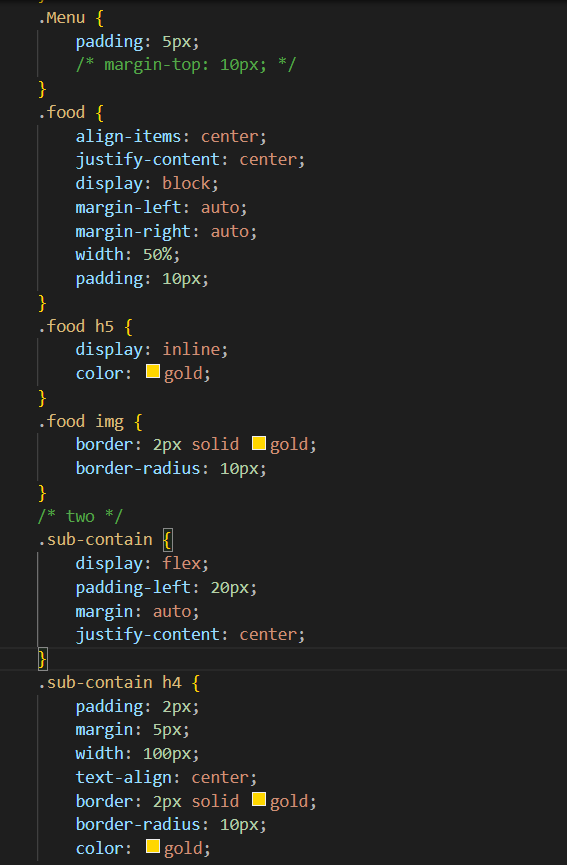 .Menu {
padding: 5px;
/* margin-top: 10px; */
}
.food {
align-items: center;
justify-content: center;
display: block;
margin-left: auto;
margin-right: auto;
width: 50%;
padding: 10px;
}
.food h5 {
display: inline;
color: gold;
}
.food img {
border: 2px solid gold;
border-radius: 10px;
}
/* two */
.sub-contain {
display: flex;
padding-left: 20px;
margin: auto;
justify-content: center;
}
.sub-contain h4 {
padding: 2px;
margin: 5px;
width: 100px;
text-align: center;
border: 2px solid gold;
border-radius: 10px;
color: gold;